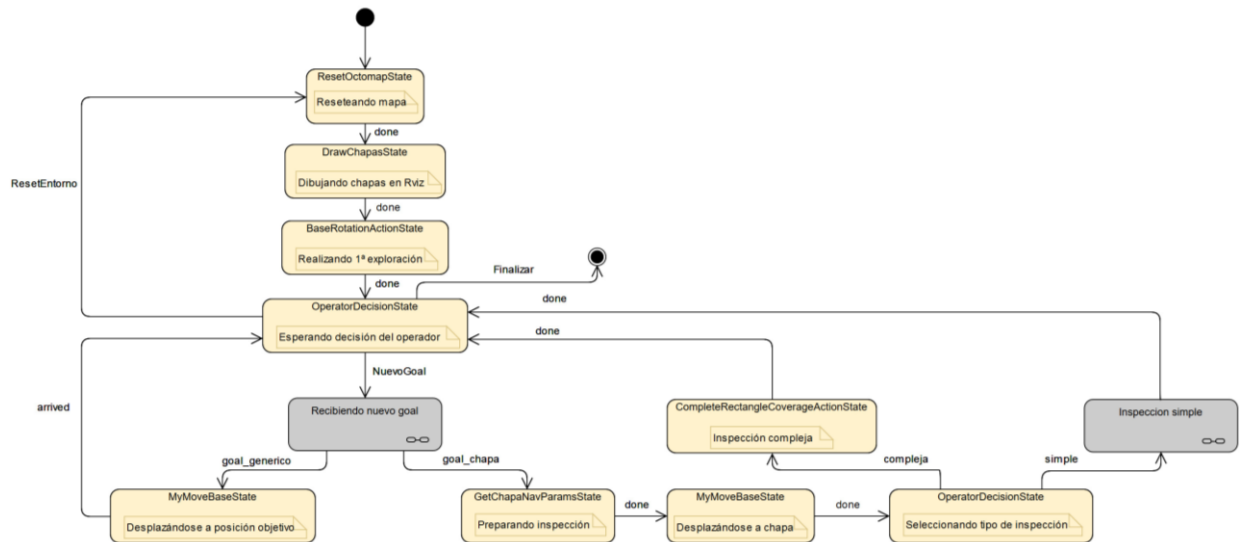 ResetOctomapState
Reseteando mapa
done
DrawChapasState
Dibujando chapas en Rviz
ResetEntorno
done
BaseRotationActionState
Realizando 1ª exploración
Finalizar
done
OperatorDecisionState
Esperando decisión del operador
done
done
NuevoGoal
arrived
Recibiendo nuevo goal
CompleteRectangleCoverageActionState
Inspección compleja
Inspeccion simple
goal_generico
goal_chapa
compleja
simple
MyMoveBaseState
Desplazándose a posición objetivo
GetChapaNavParamsState
Preparando inspección
done
MyMoveBaseState
Desplazándose a chapa
done
OperatorDecisionState
Seleccionando tipo de inspección